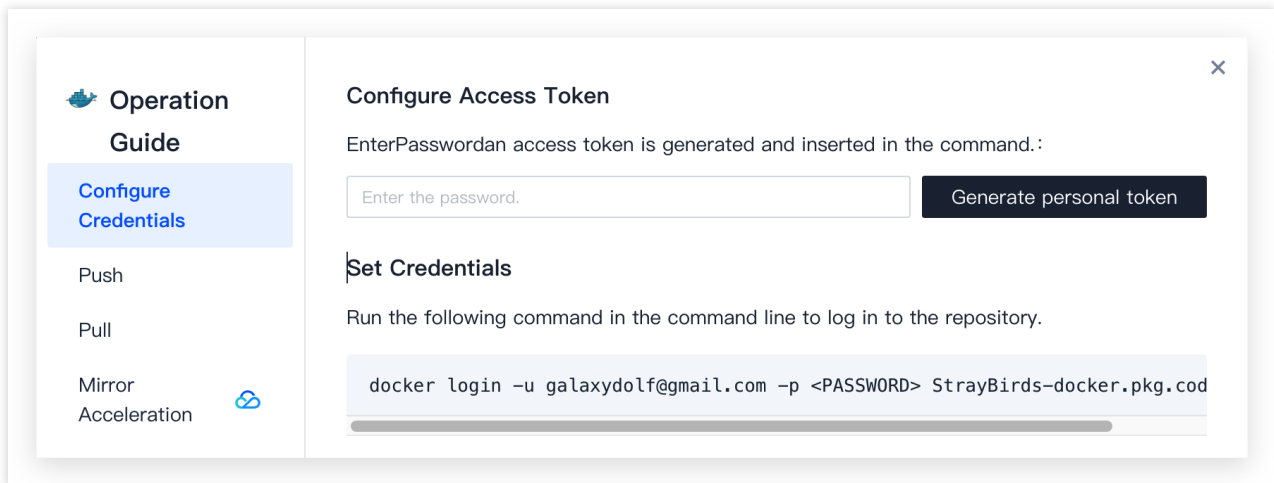 Operation
Guide
Configure
Credentials
Push
Pull
Mirror
Acceleration
Configure Access Token
EnterPasswordan access token is generated and inserted in the command.：
Enter the password.
Generate personal token
Set Credentials
Run the following command in the command line to log in to the repository.
docker login -u galaxydolf@gmail.com -p <PASSWORD> StrayBirds-docker.pkg.cod